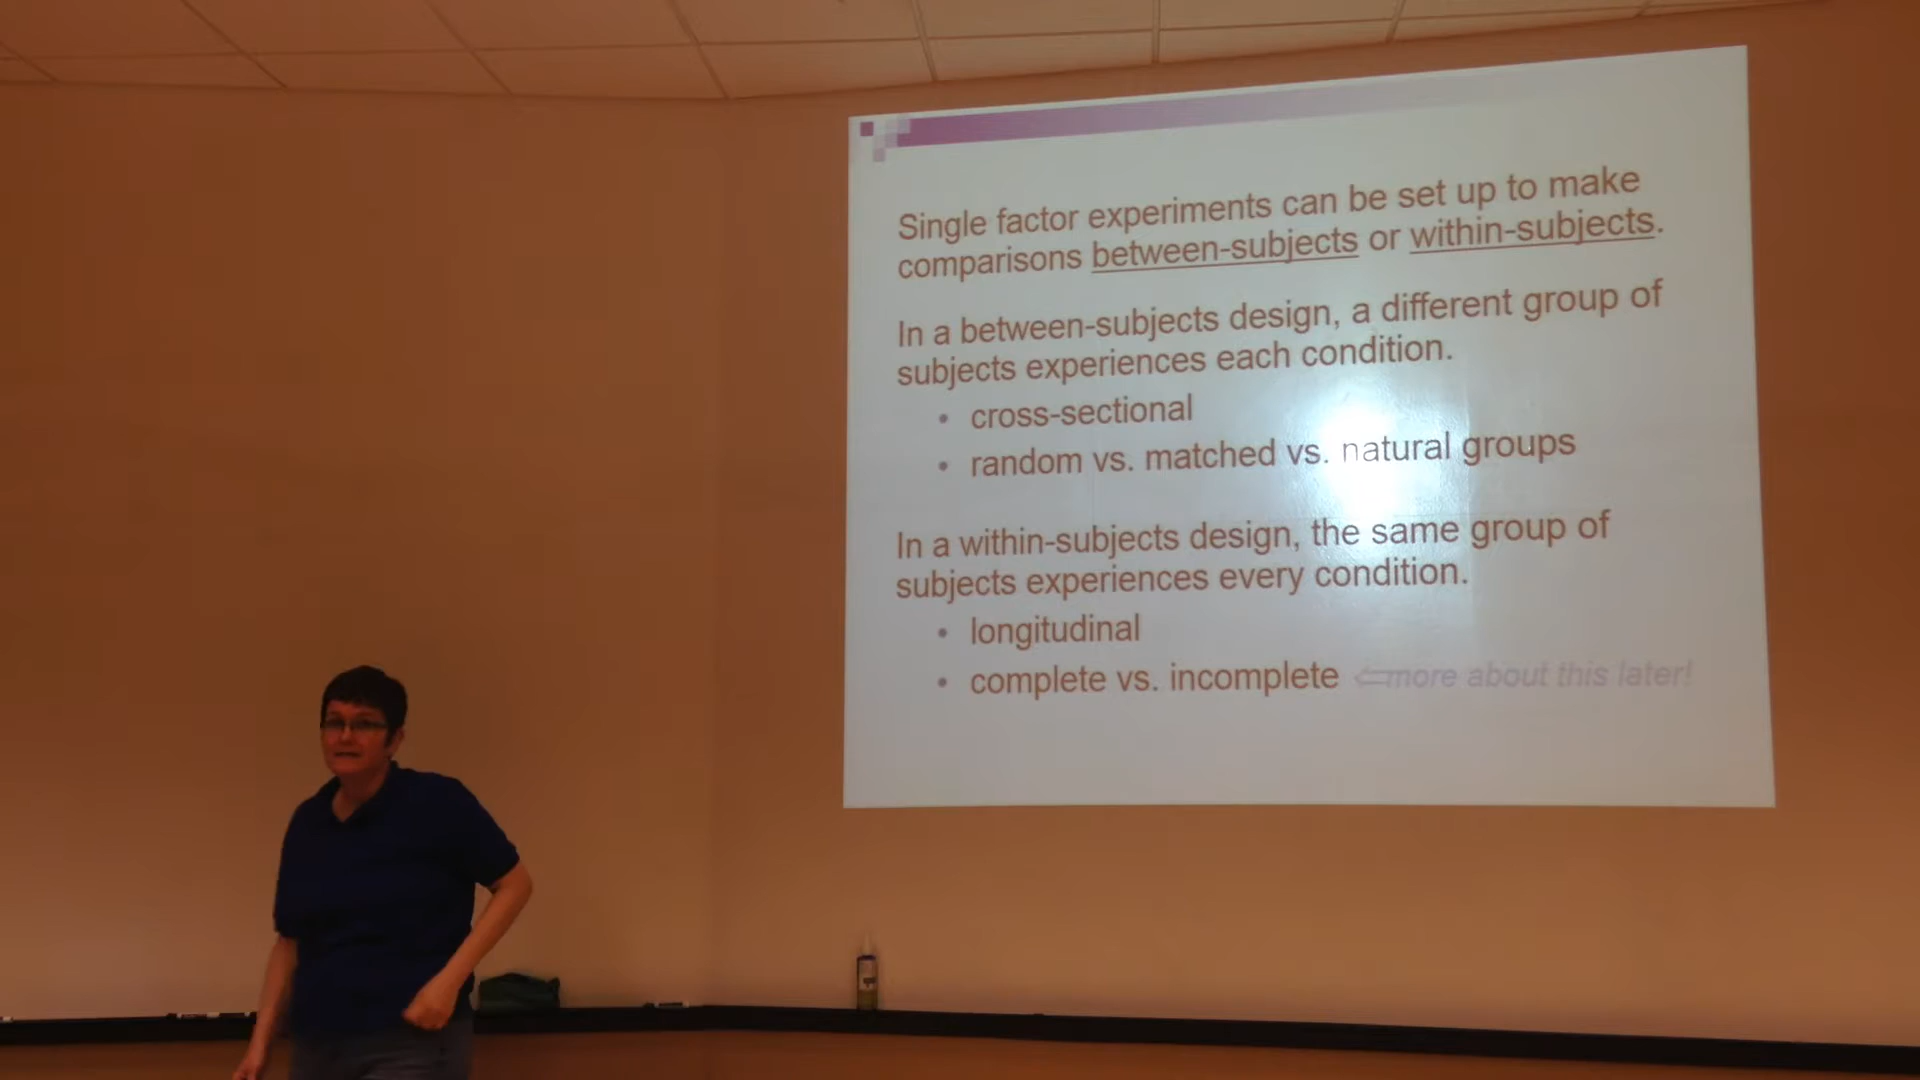 Single factor experiments can be set up to make
comparisons between-subjects or within-subjects.
In a between-subjects design, a different group of
subjects experiences each condition.
• cross-sectional
• random vs. matched vs. natural groups
In a within-subjects design, the same group of
subjects experiences every condition.
• longitudinal
• complete vs. incomplete ⇐more about this later!